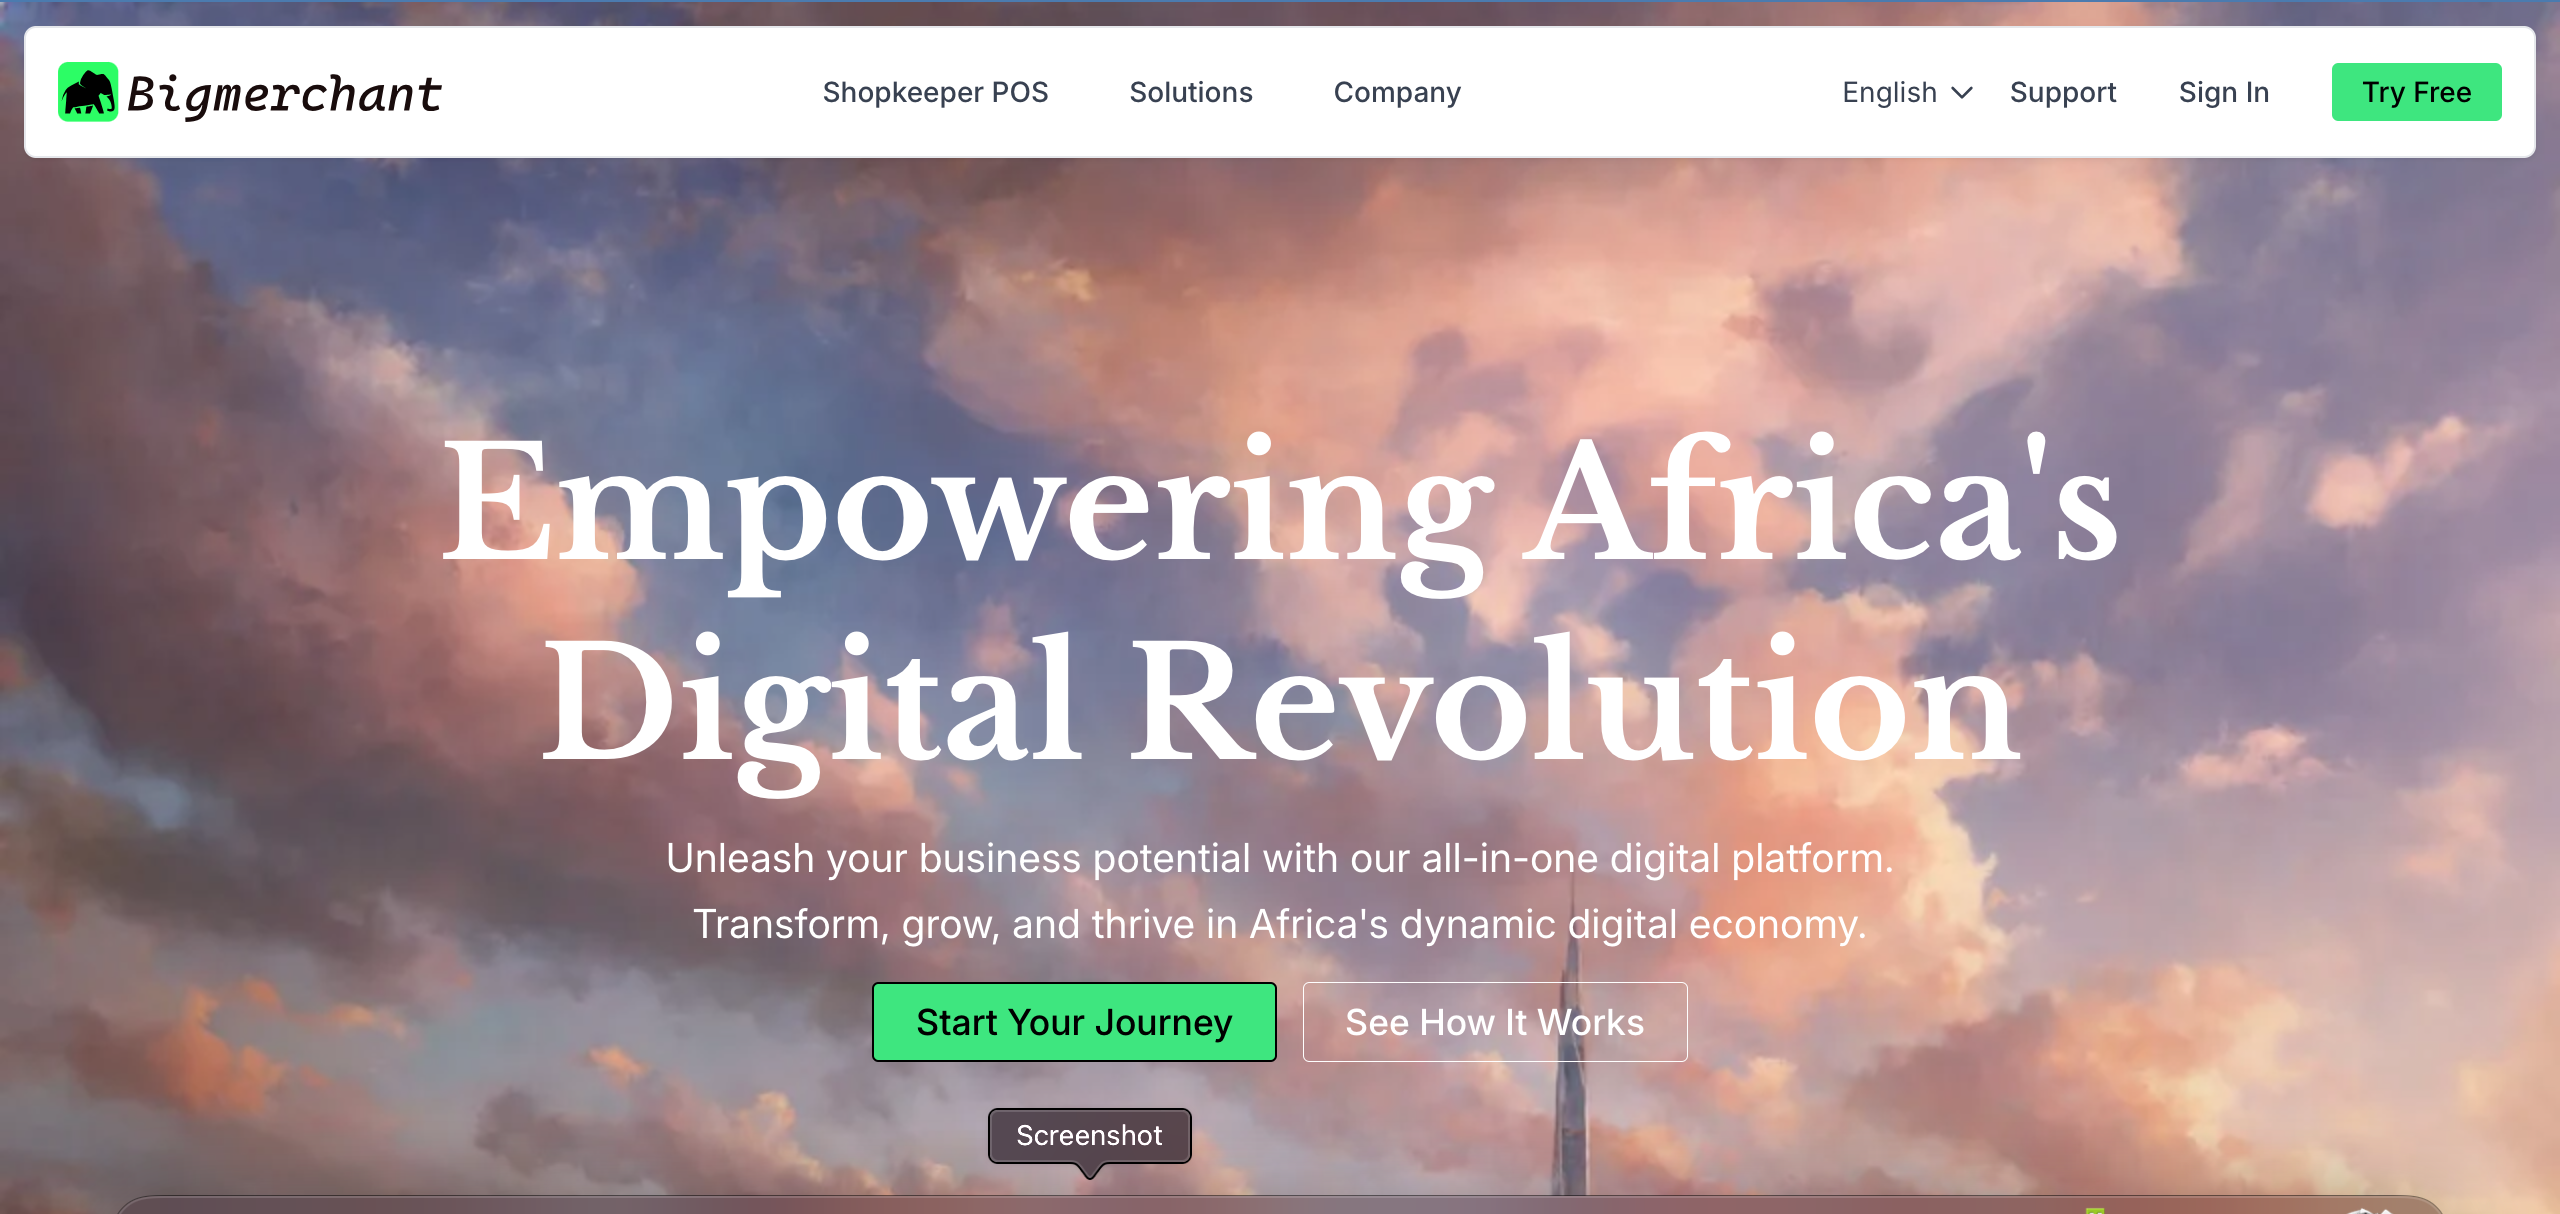 Bigmerchant
Shopkeeper POS
Solutions
Company
English
Support
Sign In
Try Free
Empowering Africa's
Digital Revolution
Unleash your business potential with our all-in-one digital platform.
Transform, grow, and thrive in Africa's dynamic digital economy.
Start Your Journey
See How It Works
Screenshot